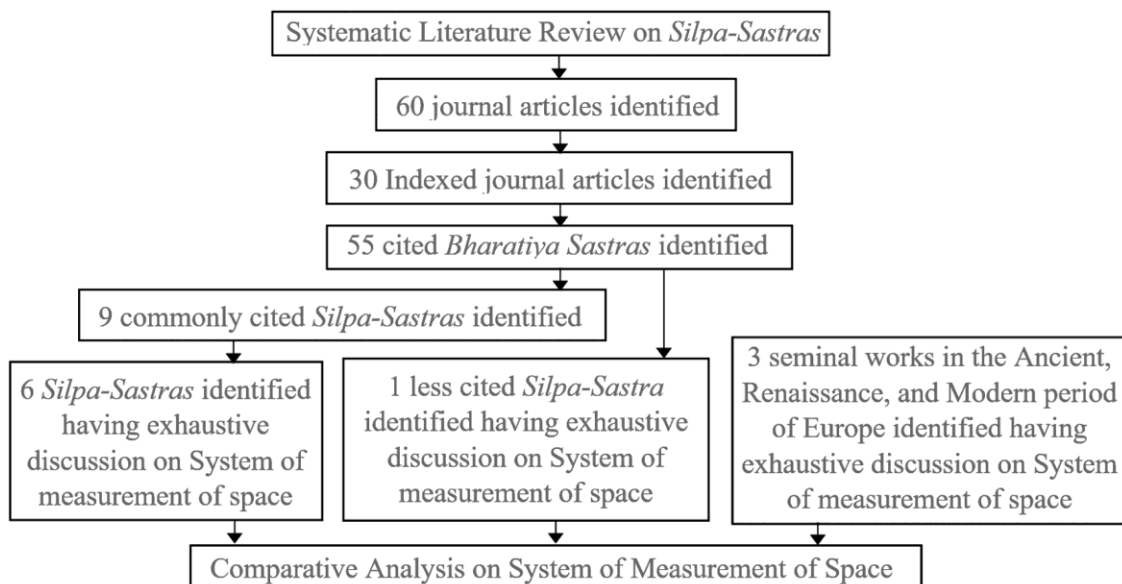 Systematic Literature Review on Silpa-Sastras
60 journal articles identified
30 Indexed journal articles identified
55 cited Bharatiya Sastras identified
9 commonly cited Silpa-Sastras identified
6 Silpa-Sastras identified
having exhaustive
discussion on System of
measurement of space
1 less cited Silpa-Sastra
identified having exhaustive
discussion on System of
measurement of space
3 seminal works in the Ancient,
Renaissance, and Modern period
of Europe identified having
exhaustive discussion on System
of measurement of space
Comparative Analysis on System of Measurement of Space